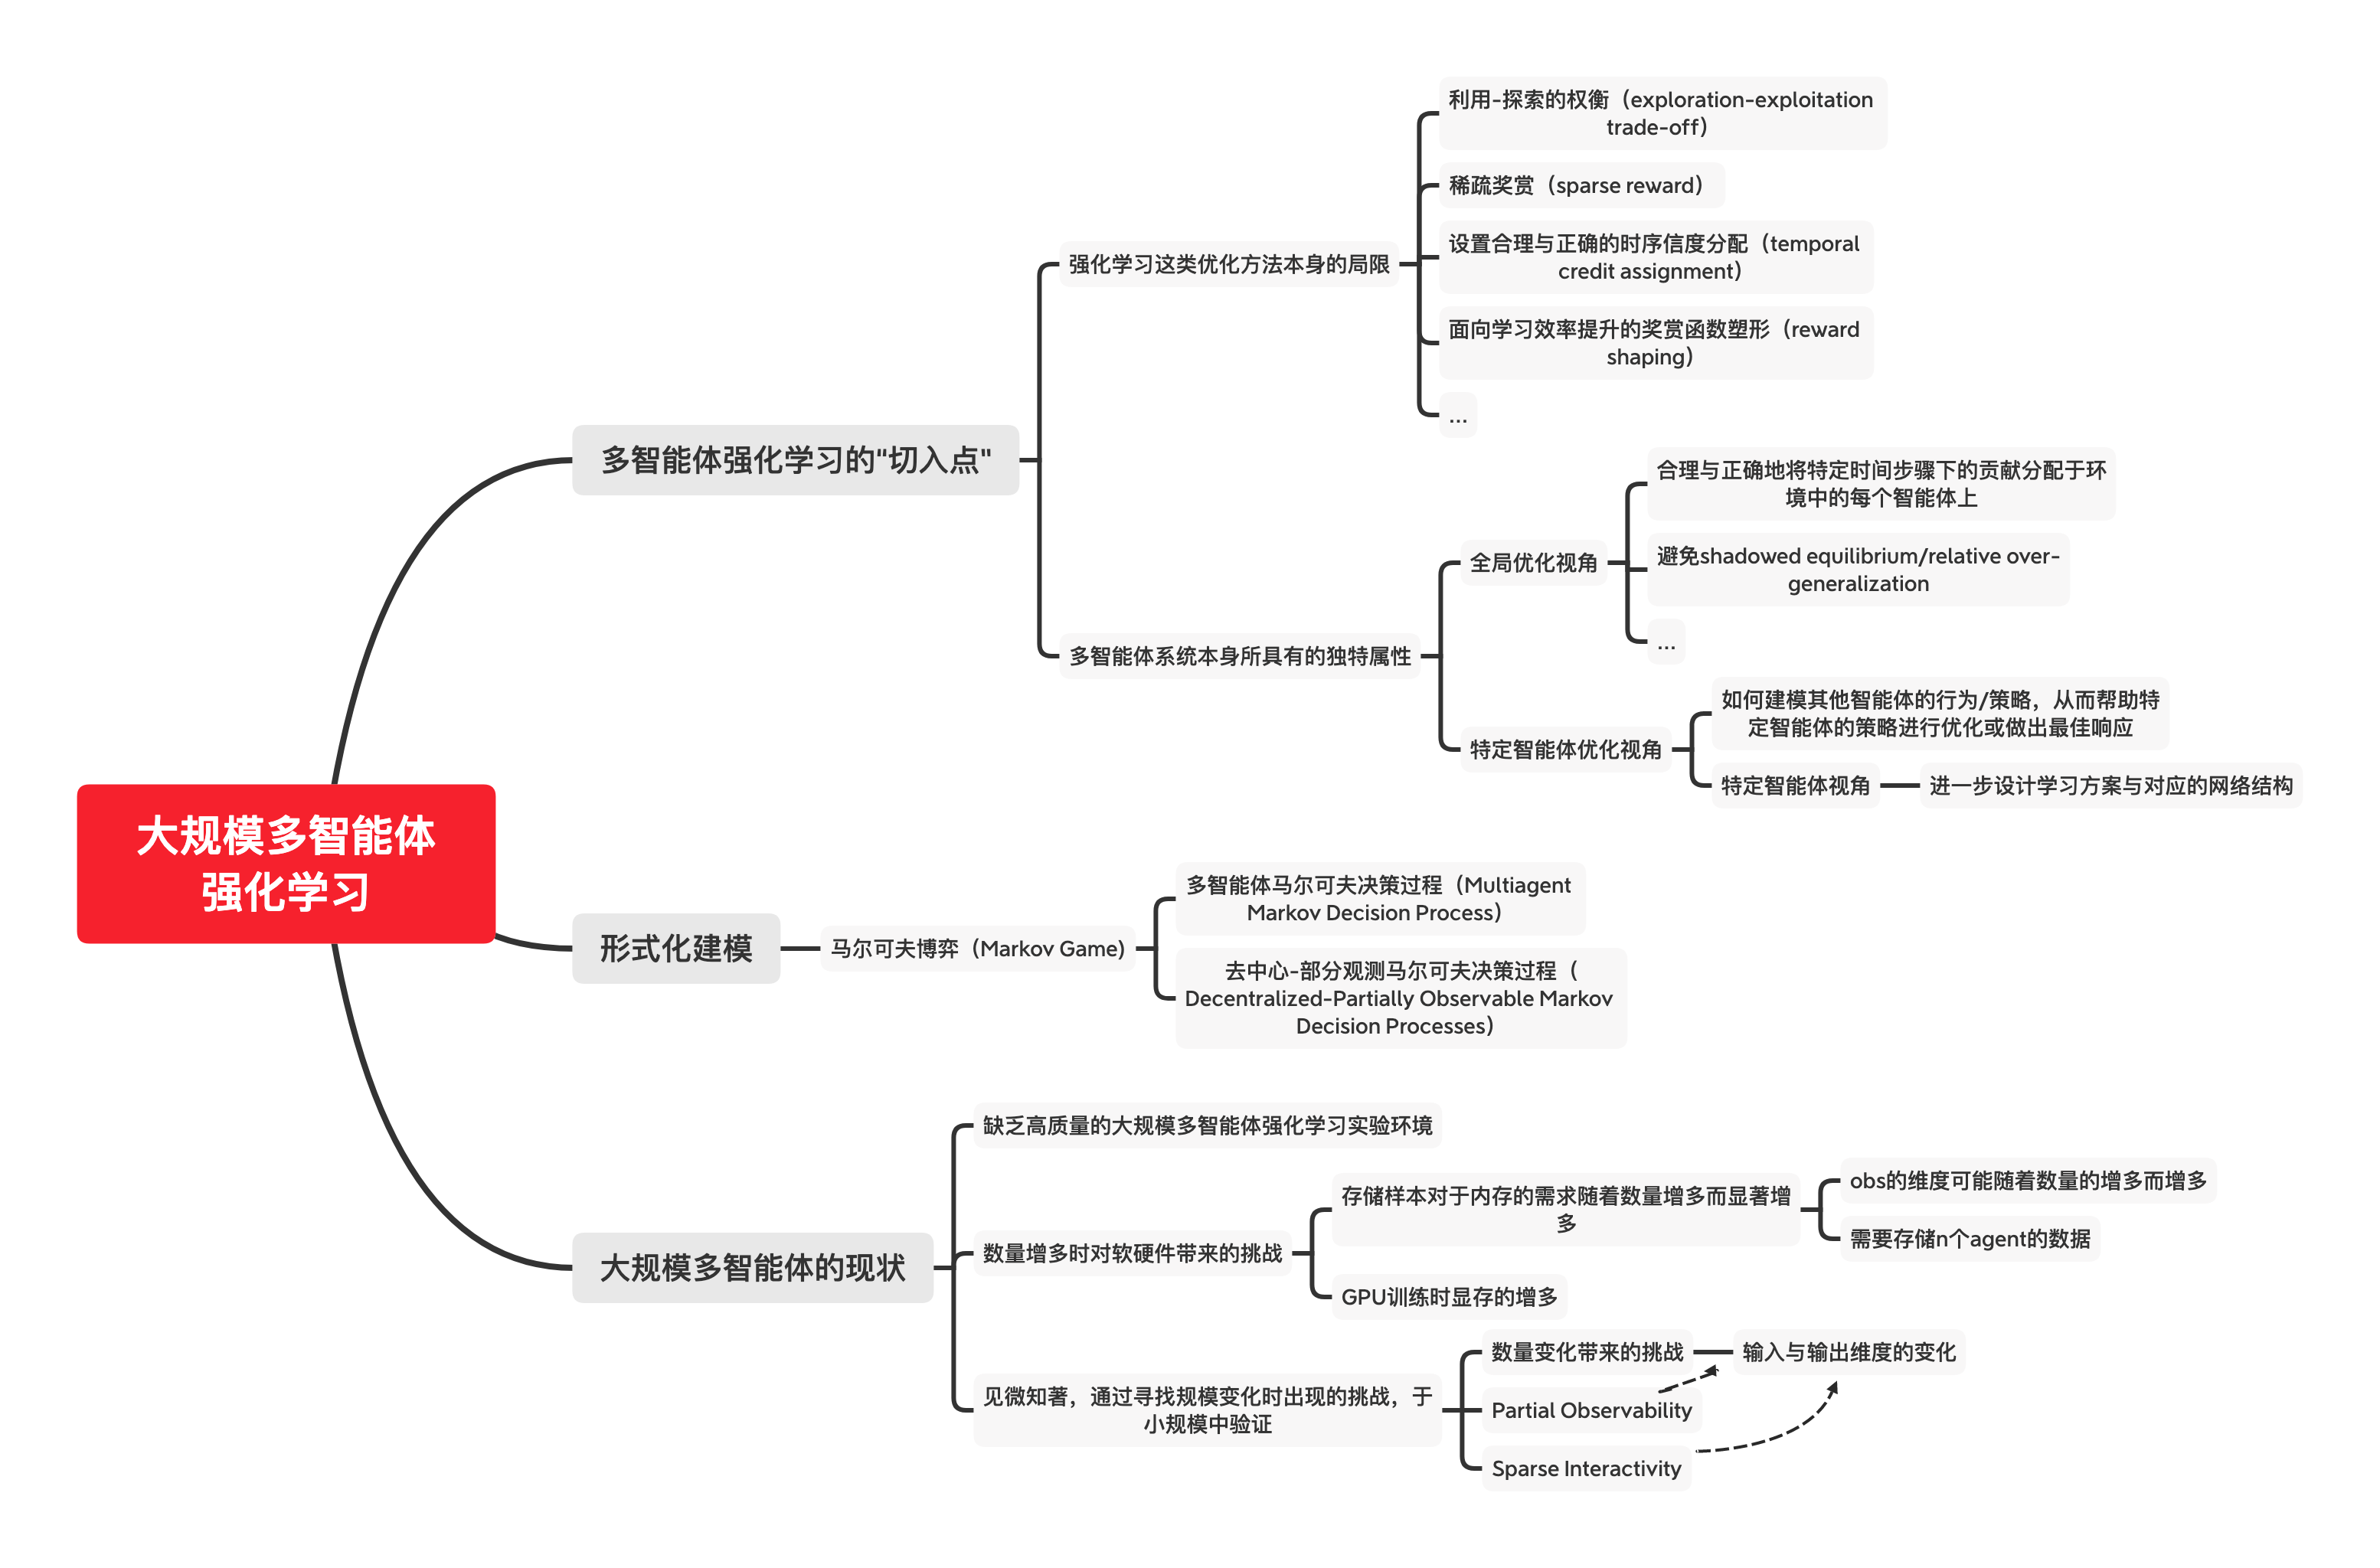 大规模多智能体
强化学习
多智能体强化学习的"切入点"
强化学习这类优化方法本身的局限
利用-探索的权衡（exploration-exploitation
trade-off）
稀疏奖赏（sparse reward）
设置合理与正确的时序信度分配（temporal
credit assignment）
面向学习效率提升的奖赏函数塑形（reward
shaping）
...
多智能体系统本身所具有的独特属性
全局优化视角
合理与正确地将特定时间步骤下的贡献分配于环
境中的每个智能体上
避免shadowed equilibrium/relative over-
generalization
...
特定智能体优化视角
如何建模其他智能体的行为/策略，从而帮助特
定智能体的策略进行优化或做出最佳响应
特定智能体视角
进一步设计学习方案与对应的网络结构
形式化建模
马尔可夫博弈（Markov Game）
多智能体马尔可夫决策过程（Multiagent
Markov Decision Process）
去中心-部分观测马尔可夫决策过程（
Decentralized-Partially Observable Markov
Decision Processes）
大规模多智能体的现状
缺乏高质量的大规模多智能体强化学习实验环境
数量增多时对软硬件带来的挑战
存储样本对于内存的需求随着数量增多而显著增
多
obs的维度可能随着数量的增多而增多
需要存储n个agent的数据
GPU训练时显存的增多
见微知著，通过寻找规模变化时出现的挑战，于
小规模中验证
数量变化带来的挑战
输入与输出维度的变化
Partial Observability
Sparse Interactivity